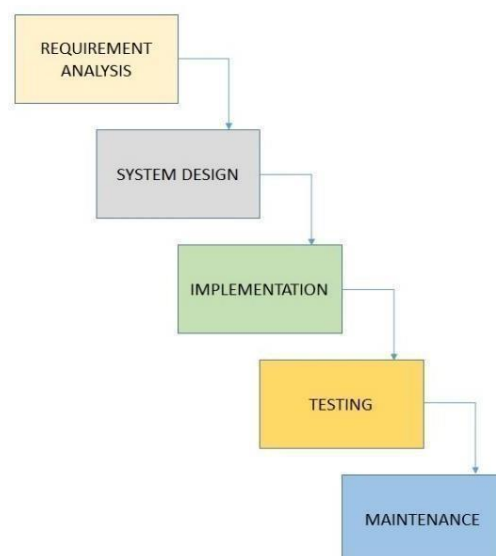 REQUIREMENT
ANALYSIS
SYSTEM DESIGN
IMPLEMENTATION
TESTING
MAINTENANCE